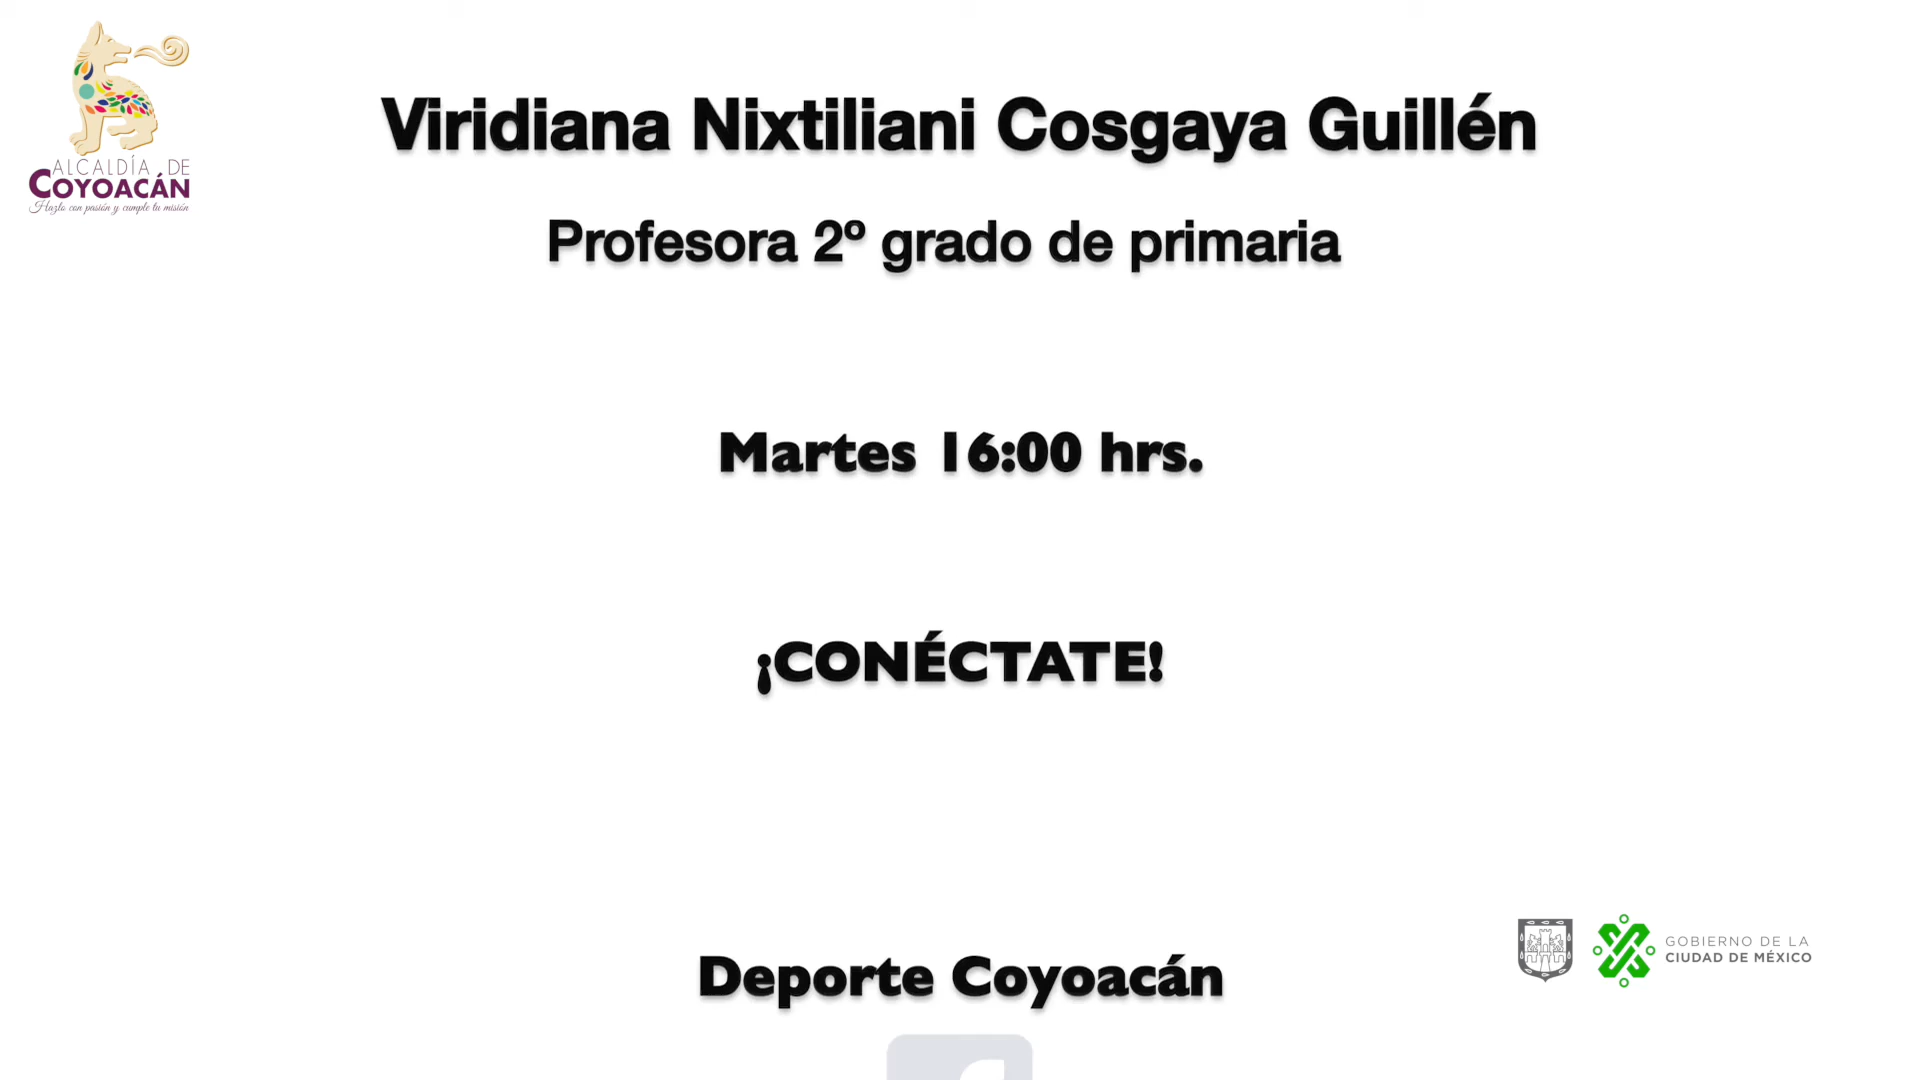 ALCALDÍA DE
COYOACÁN
Hazlo con pasión y cumple tu misión
Viridiana Nixtiliani Cosgaya Guillén
Profesora 2º grado de primaria
Martes 16:00 hrs.
¡CONÉCTATE!
Deporte Coyoacán
GOBIERNO DE LA
CIUDAD DE MÉXICO